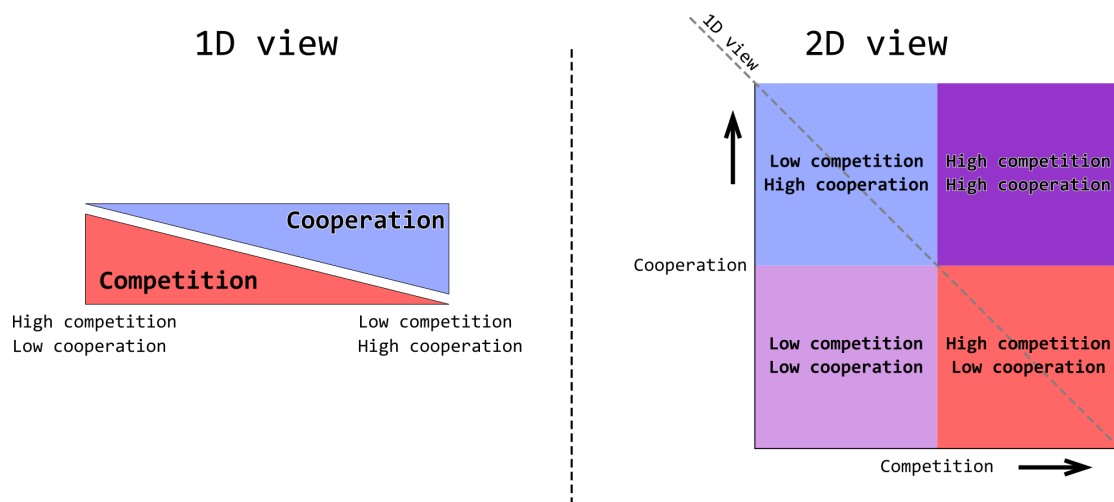 1D view
Cooperation
Competition
High competition
Low cooperation
Low competition
High cooperation
2D view
1D view
Low competition
High cooperation
High competition
High cooperation
Cooperation
Low competition
Low cooperation
High competition
Low cooperation
Competition